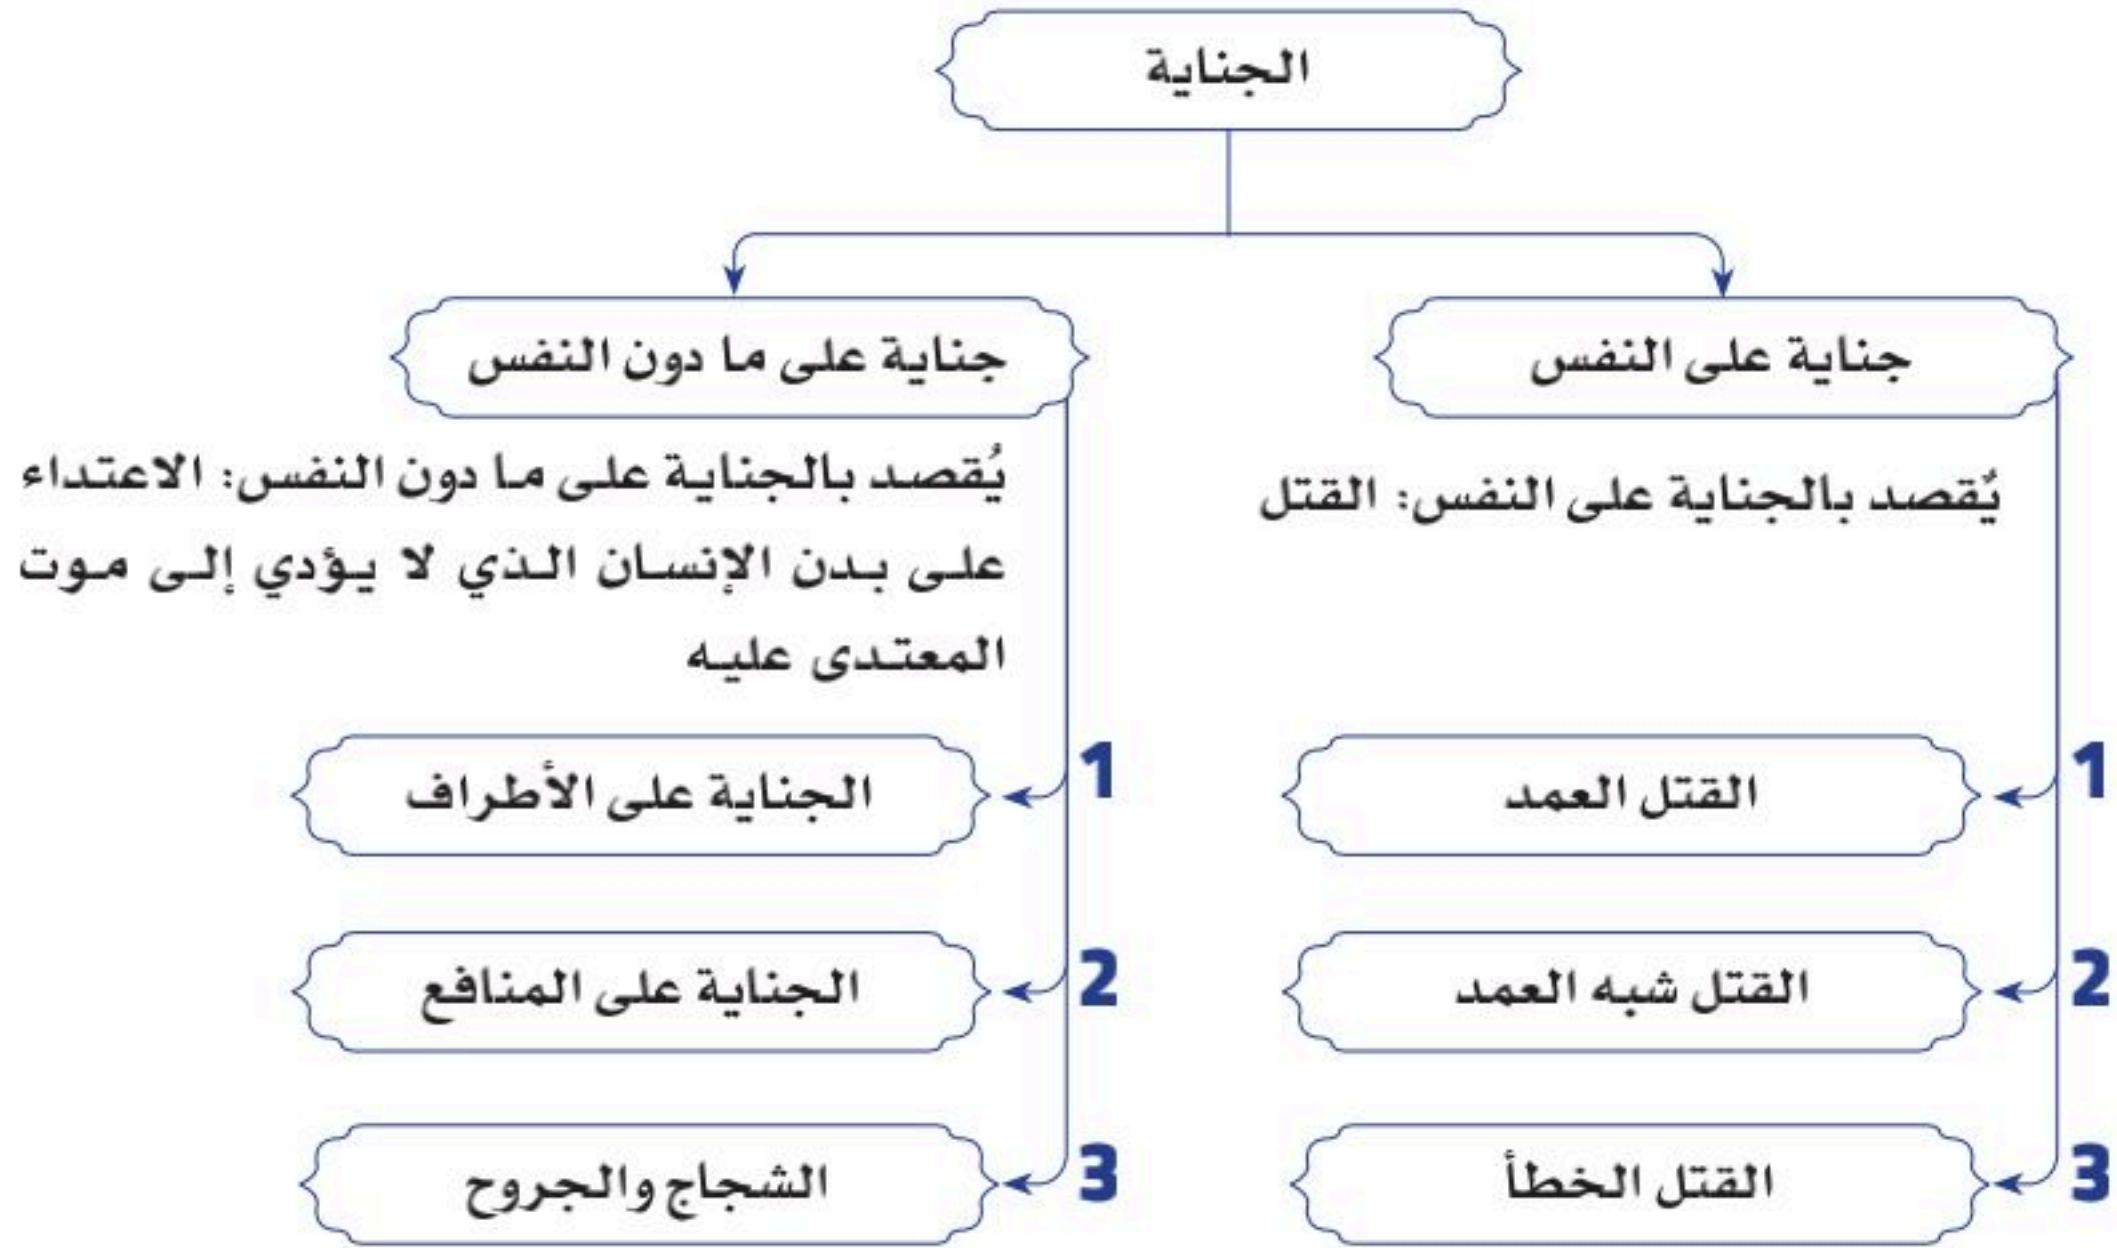 الجناية
جناية على النفس
يُقصد بالجناية على النفس: القتل
1 القتل العمد
2 القتل شبه العمد
3 القتل الخطأ
جناية على ما دون النفس
يُقصد بالجناية على ما دون النفس: الاعتداء
على بدن الإنسان الذي لا يؤدي إلى موت
المعتدى عليه
1 الجناية على الأطراف
2 الجناية على المنافع
3 الشجاج والجروح